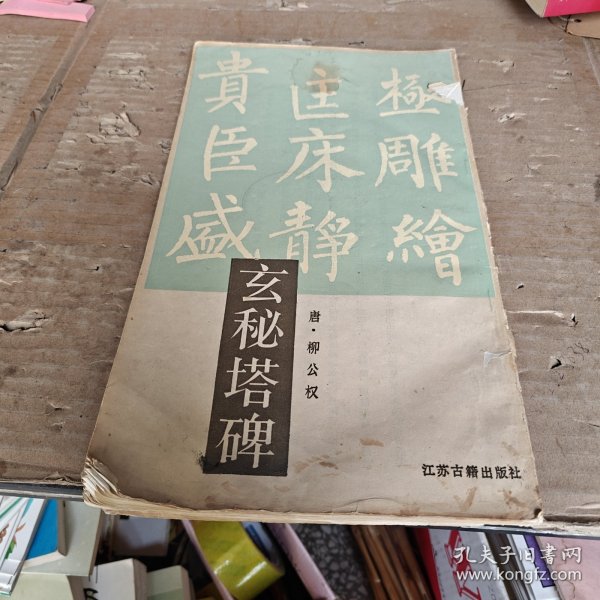 極雕繪
匡床靜
貴臣盛
玄秘塔碑
唐·柳公权
江苏古籍出版社
孔夫子旧书网
www.kongfz.com